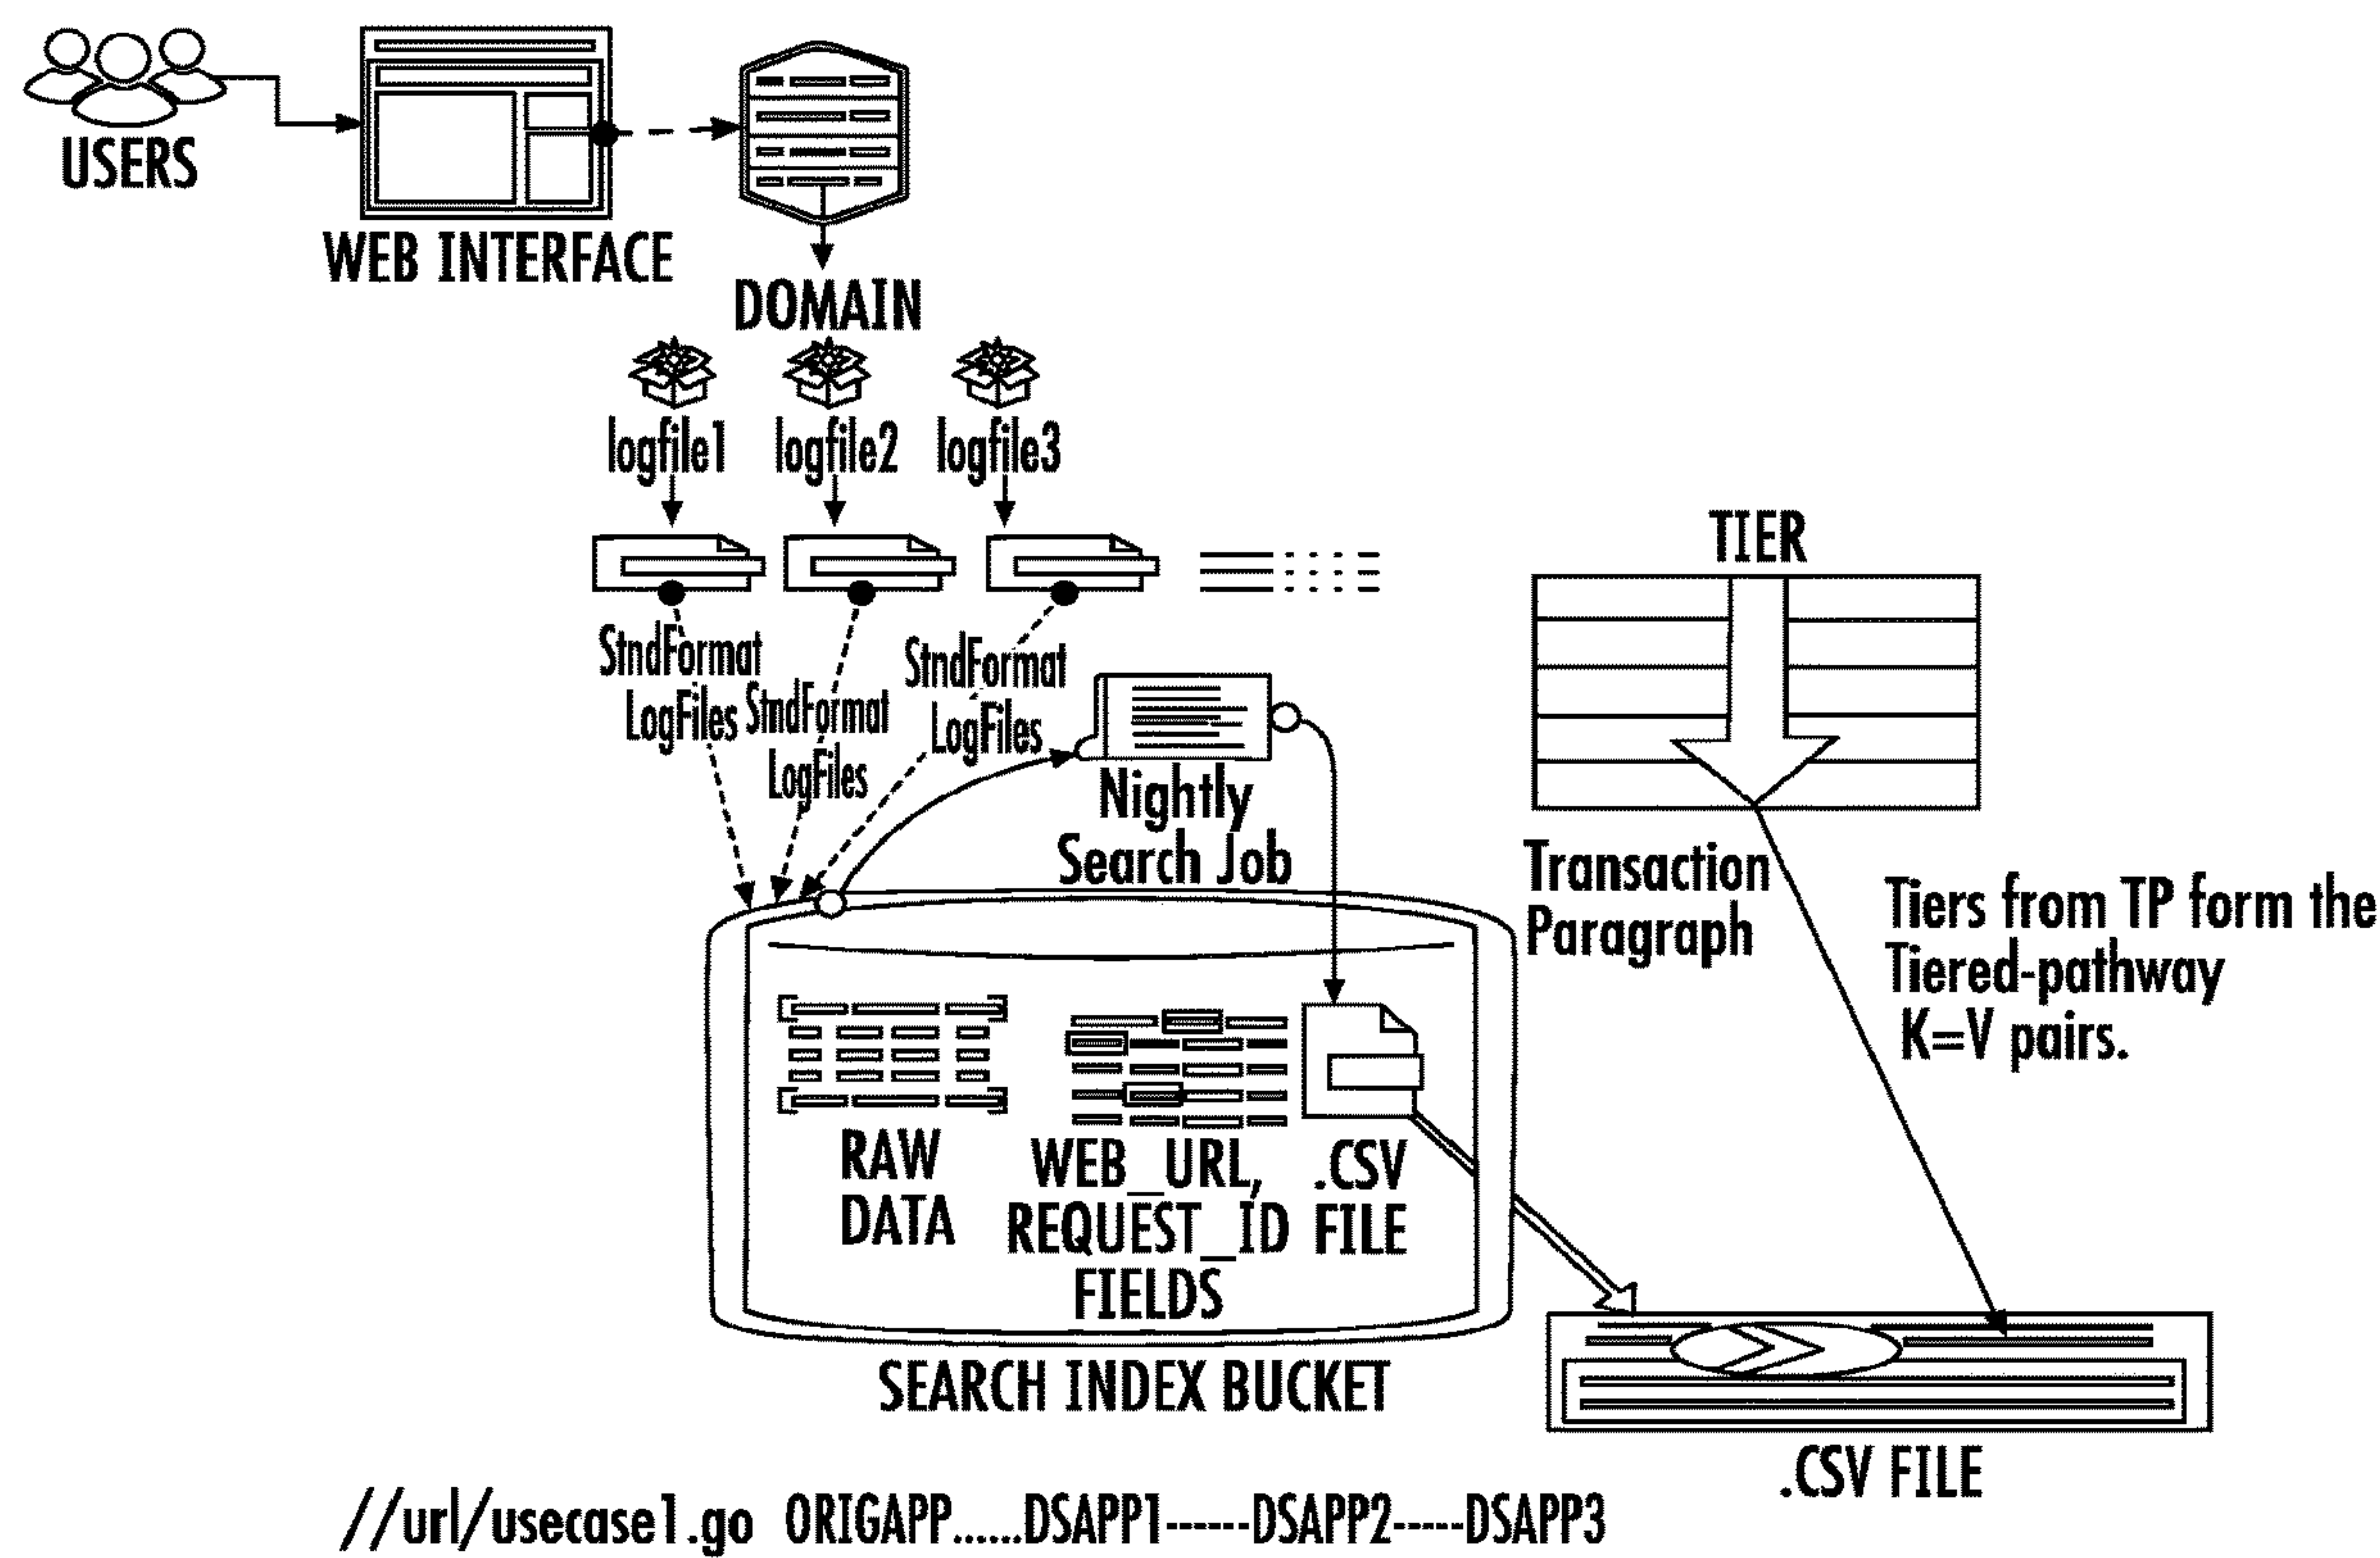 USERS
WEB INTERFACE
DOMAIN
logfile1 logfile2 logfile3
StndFormat
LogFiles
StndFormat
LogFiles
StndFormat
LogFiles
Nightly
Search Job
TIER
Transaction
Paragraph
Tiers from TP form the
Tiered-pathway
K=V pairs.
RAW
DATA
WEB_URL,
REQUEST_ID
FIELDS
.CSV
FILE
SEARCH INDEX BUCKET
.CSV FILE
//url/usecase1.go ORIGAPP......DSAPP1------DSAPP2-----DSAPP3